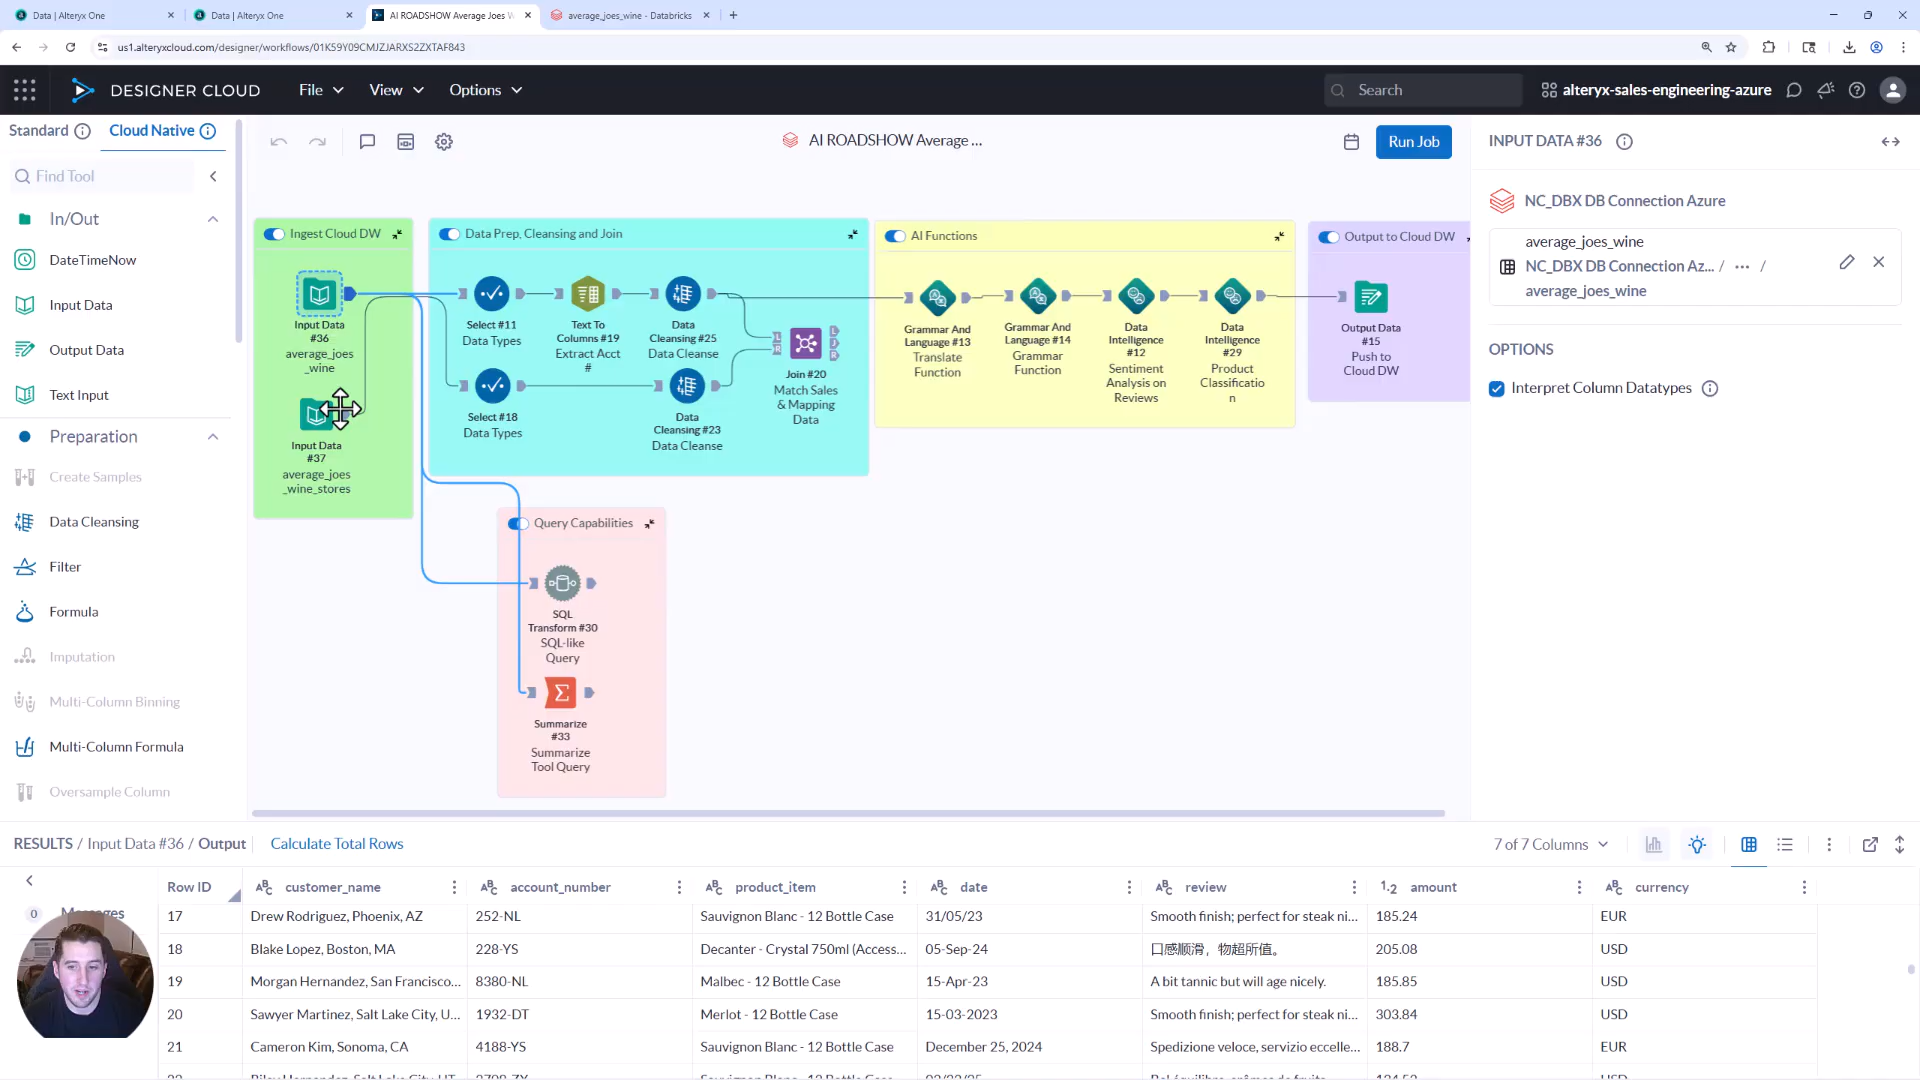 Data | Alteryx One
Data | Alteryx One
AI ROADSHOW Average Joes W
average_joes_wine - Databricks
us1.alteryxcloud.com/designer/workflows/01K59Y09CMJZJARXS2ZXTAF843
DESIGNER CLOUD
File
View
Options
Search
alteryx-sales-engineering-azure
Standard
Cloud Native
AI ROADSHOW Average ...
Run Job
INPUT DATA #36
Find Tool
In/Out
DateTimeNow
Input Data
Output Data
Text Input
Preparation
Create Samples
Data Cleansing
Filter
Formula
Imputation
Multi-Column Binning
Multi-Column Formula
Oversample Column
Ingest Cloud DW
Input Data
#36
average_joes
_wine
Input Data
#37
average_joes
_wine_stores
Data Prep, Cleansing and Join
Select #11
Data Types
Text To
Columns #19
Extract Acct
#
Data
Cleansing #25
Data Cleanse
Select #18
Data Types
Data
Cleansing #23
Data Cleanse
L
J
R
L
R
Join #20
Match Sales
& Mapping
Data
AI Functions
Grammar And
Language #13
Translate
Function
Grammar And
Language #14
Grammar
Function
Data
Intelligence
#12
Sentiment
Analysis on
Reviews
Data
Intelligence
#29
Product
Classificatio
n
Output to Cloud DW
Output Data
#15
Push to
Cloud DW
Query Capabilities
SQL
Transform #30
SQL-like
Query
Summarize
#33
Summarize
Tool Query
NC_DBX DB Connection Azure
average_joes_wine
NC_DBX DB Connection Az... / ... /
average_joes_wine
OPTIONS
Interpret Column Datatypes
RESULTS / Input Data #36 / Output
Calculate Total Rows
7 of 7 Columns
0 Messages
Row ID customer_name account_number product_item date review 1.2 amount currency
17 Drew Rodriguez, Phoenix, AZ 252-NL Sauvignon Blanc - 12 Bottle Case 31/05/23 Smooth finish; perfect for steak ni... 185.24 EUR
18 Blake Lopez, Boston, MA 228-YS Decanter - Crystal 750ml (Access... 05-Sep-24 口感顺滑，物超所值。 205.08 USD
19 Morgan Hernandez, San Francisco... 8380-NL Malbec - 12 Bottle Case 15-Apr-23 A bit tannic but will age nicely. 185.85 USD
20 Sawyer Martinez, Salt Lake City, U... 1932-DT Merlot - 12 Bottle Case 15-03-2023 Smooth finish; perfect for steak ni... 303.84 USD
21 Cameron Kim, Sonoma, CA 4188-YS Sauvignon Blanc - 12 Bottle Case December 25, 2024 Spedizione veloce, servizio eccelle... 188.7 EUR